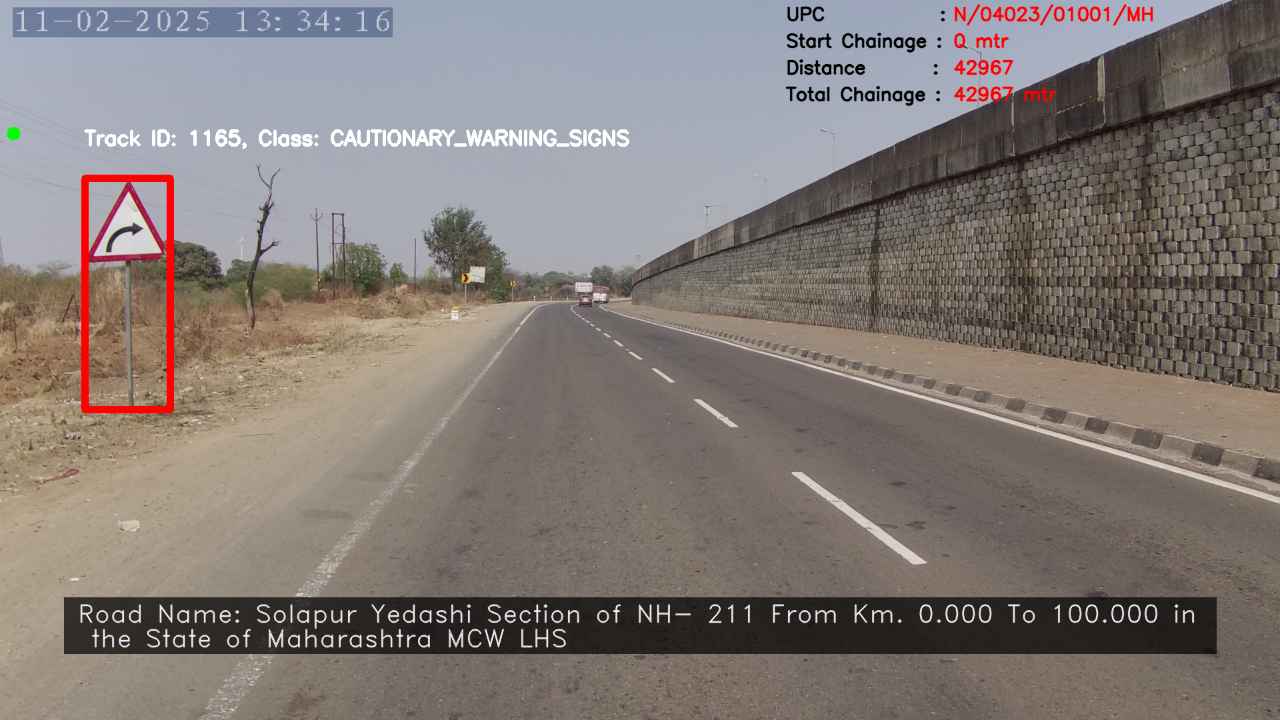 11-02-2025 13:34:16
UPC : N/04023/01001/MH
Start Chainage : 0 mtr
Distance : 42967
Total Chainage : 42967 mtr
Track ID: 1165, Class: CAUTIONARY_WARNING_SIGNS
Road Name: Solapur Yedashi Section of NH- 211 From Km. 0.000 To 100.000 in
the State of Maharashtra MCW LHS